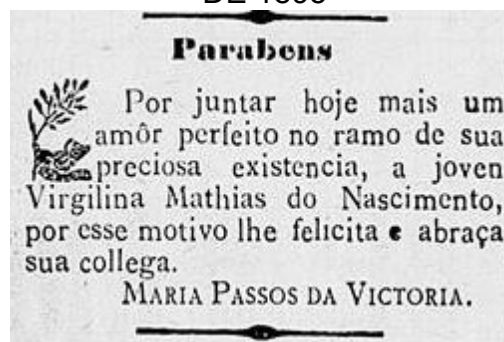 Parabens
Por juntar hoje mais um
amôr perfeito no ramo de sua
preciosa existencia, a joven
Virgilina Mathias do Nascimento,
por esse motivo lhe felicita e abraça
sua collega.
MARIA PASSOS DA VICTORIA.